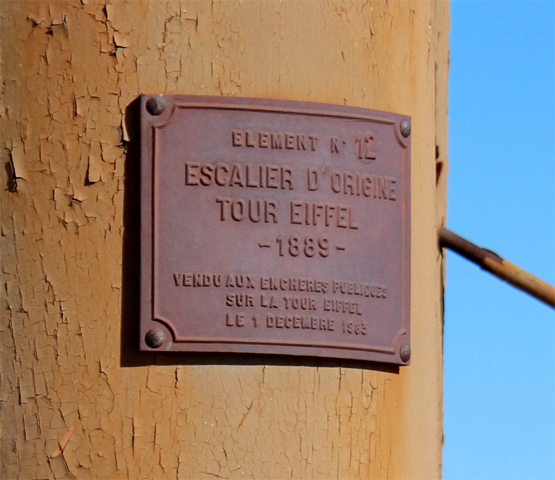 ELEMENT N° 12
ESCALIER D'ORIGINE
TOUR EIFFEL
-1889-
VENDU AUX ENCHERES PUBLIQUES
SUR LA TOUR EIFFEL
LE 1 DECEMBRE 1983